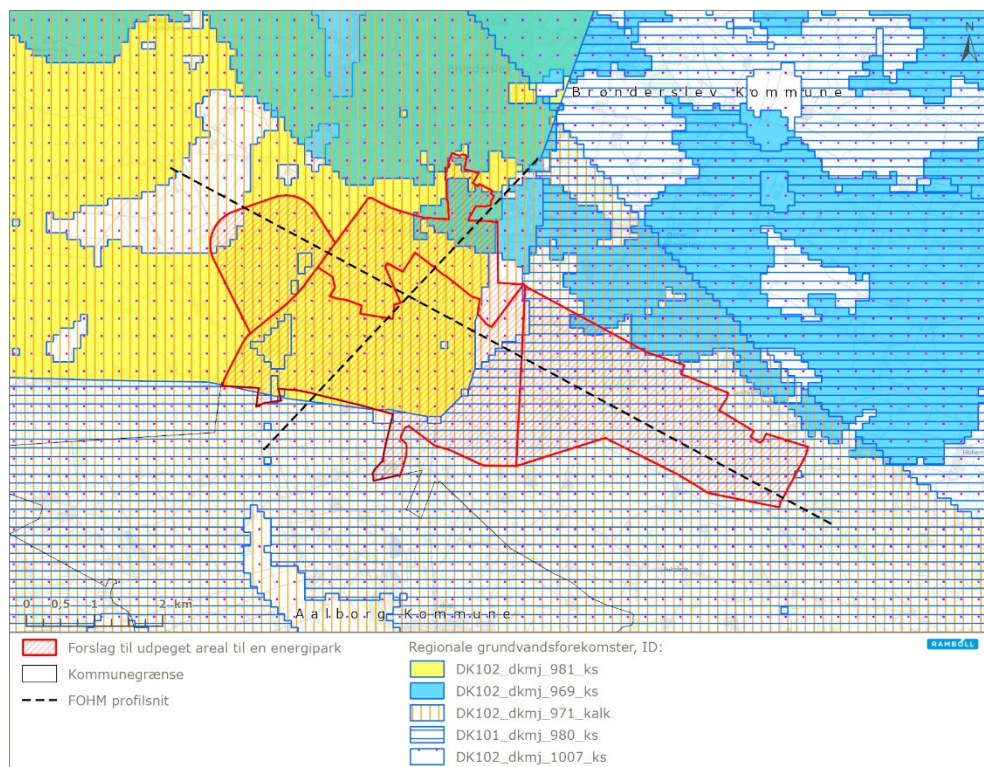 N
Brønderslev Kommune
0 0,5 1 2 km
Aalborg Kommune
Forslag til udpeget areal til en energipark
Kommunegrænse
FOHM profilsnit
Regionale grundvandsforekomster, ID:
DK102_dkmj_981_ks
DK102_dkmj_969_ks
DK102_dkmj_971_kalk
DK101_dkmj_980_ks
DK102_dkmj_1007_ks
RAMBOLL